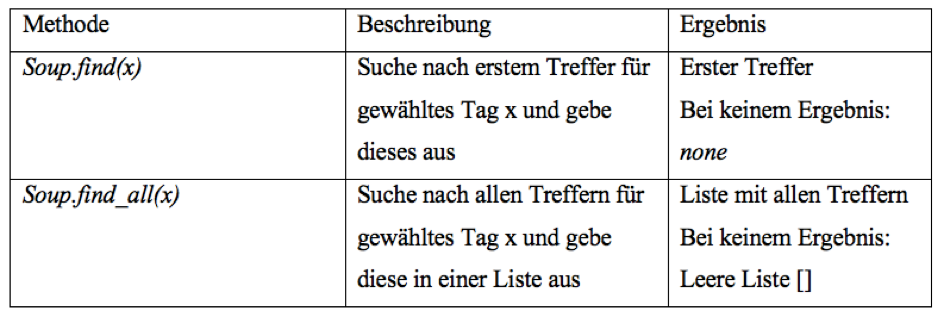 Methode Beschreibung Ergebnis
Soup.find(x) Suche nach erstem Treffer für Erster Treffer
gewähltes Tag x und gebe Bei keinem Ergebnis:
dieses aus none
Soup.find_all(x) Suche nach allen Treffern für Liste mit allen Treffern
gewähltes Tag x und gebe Bei keinem Ergebnis:
diese in einer Liste aus Leere Liste []